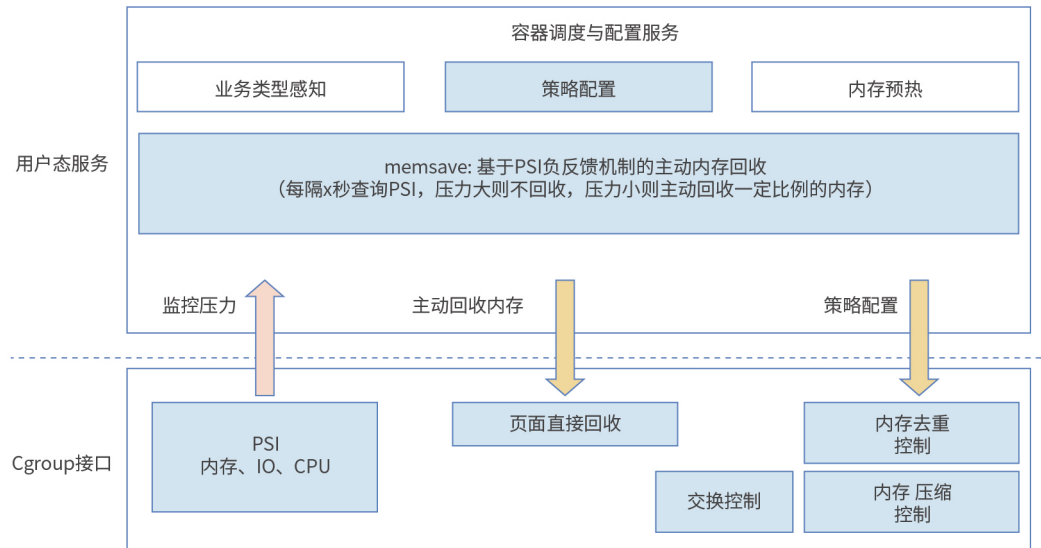 容器调度与配置服务
业务类型感知
策略配置
内存预热
用户态服务
memsave: 基于PSI负反馈机制的主动内存回收
（每隔x秒查询PSI，压力大则不回收，压力小则主动回收一定比例的内存）
监控压力
主动回收内存
策略配置
PSI
内存、IO、CPU
页面直接回收
内存去重
控制
Cgroup接口
交换控制
内存 压缩
控制